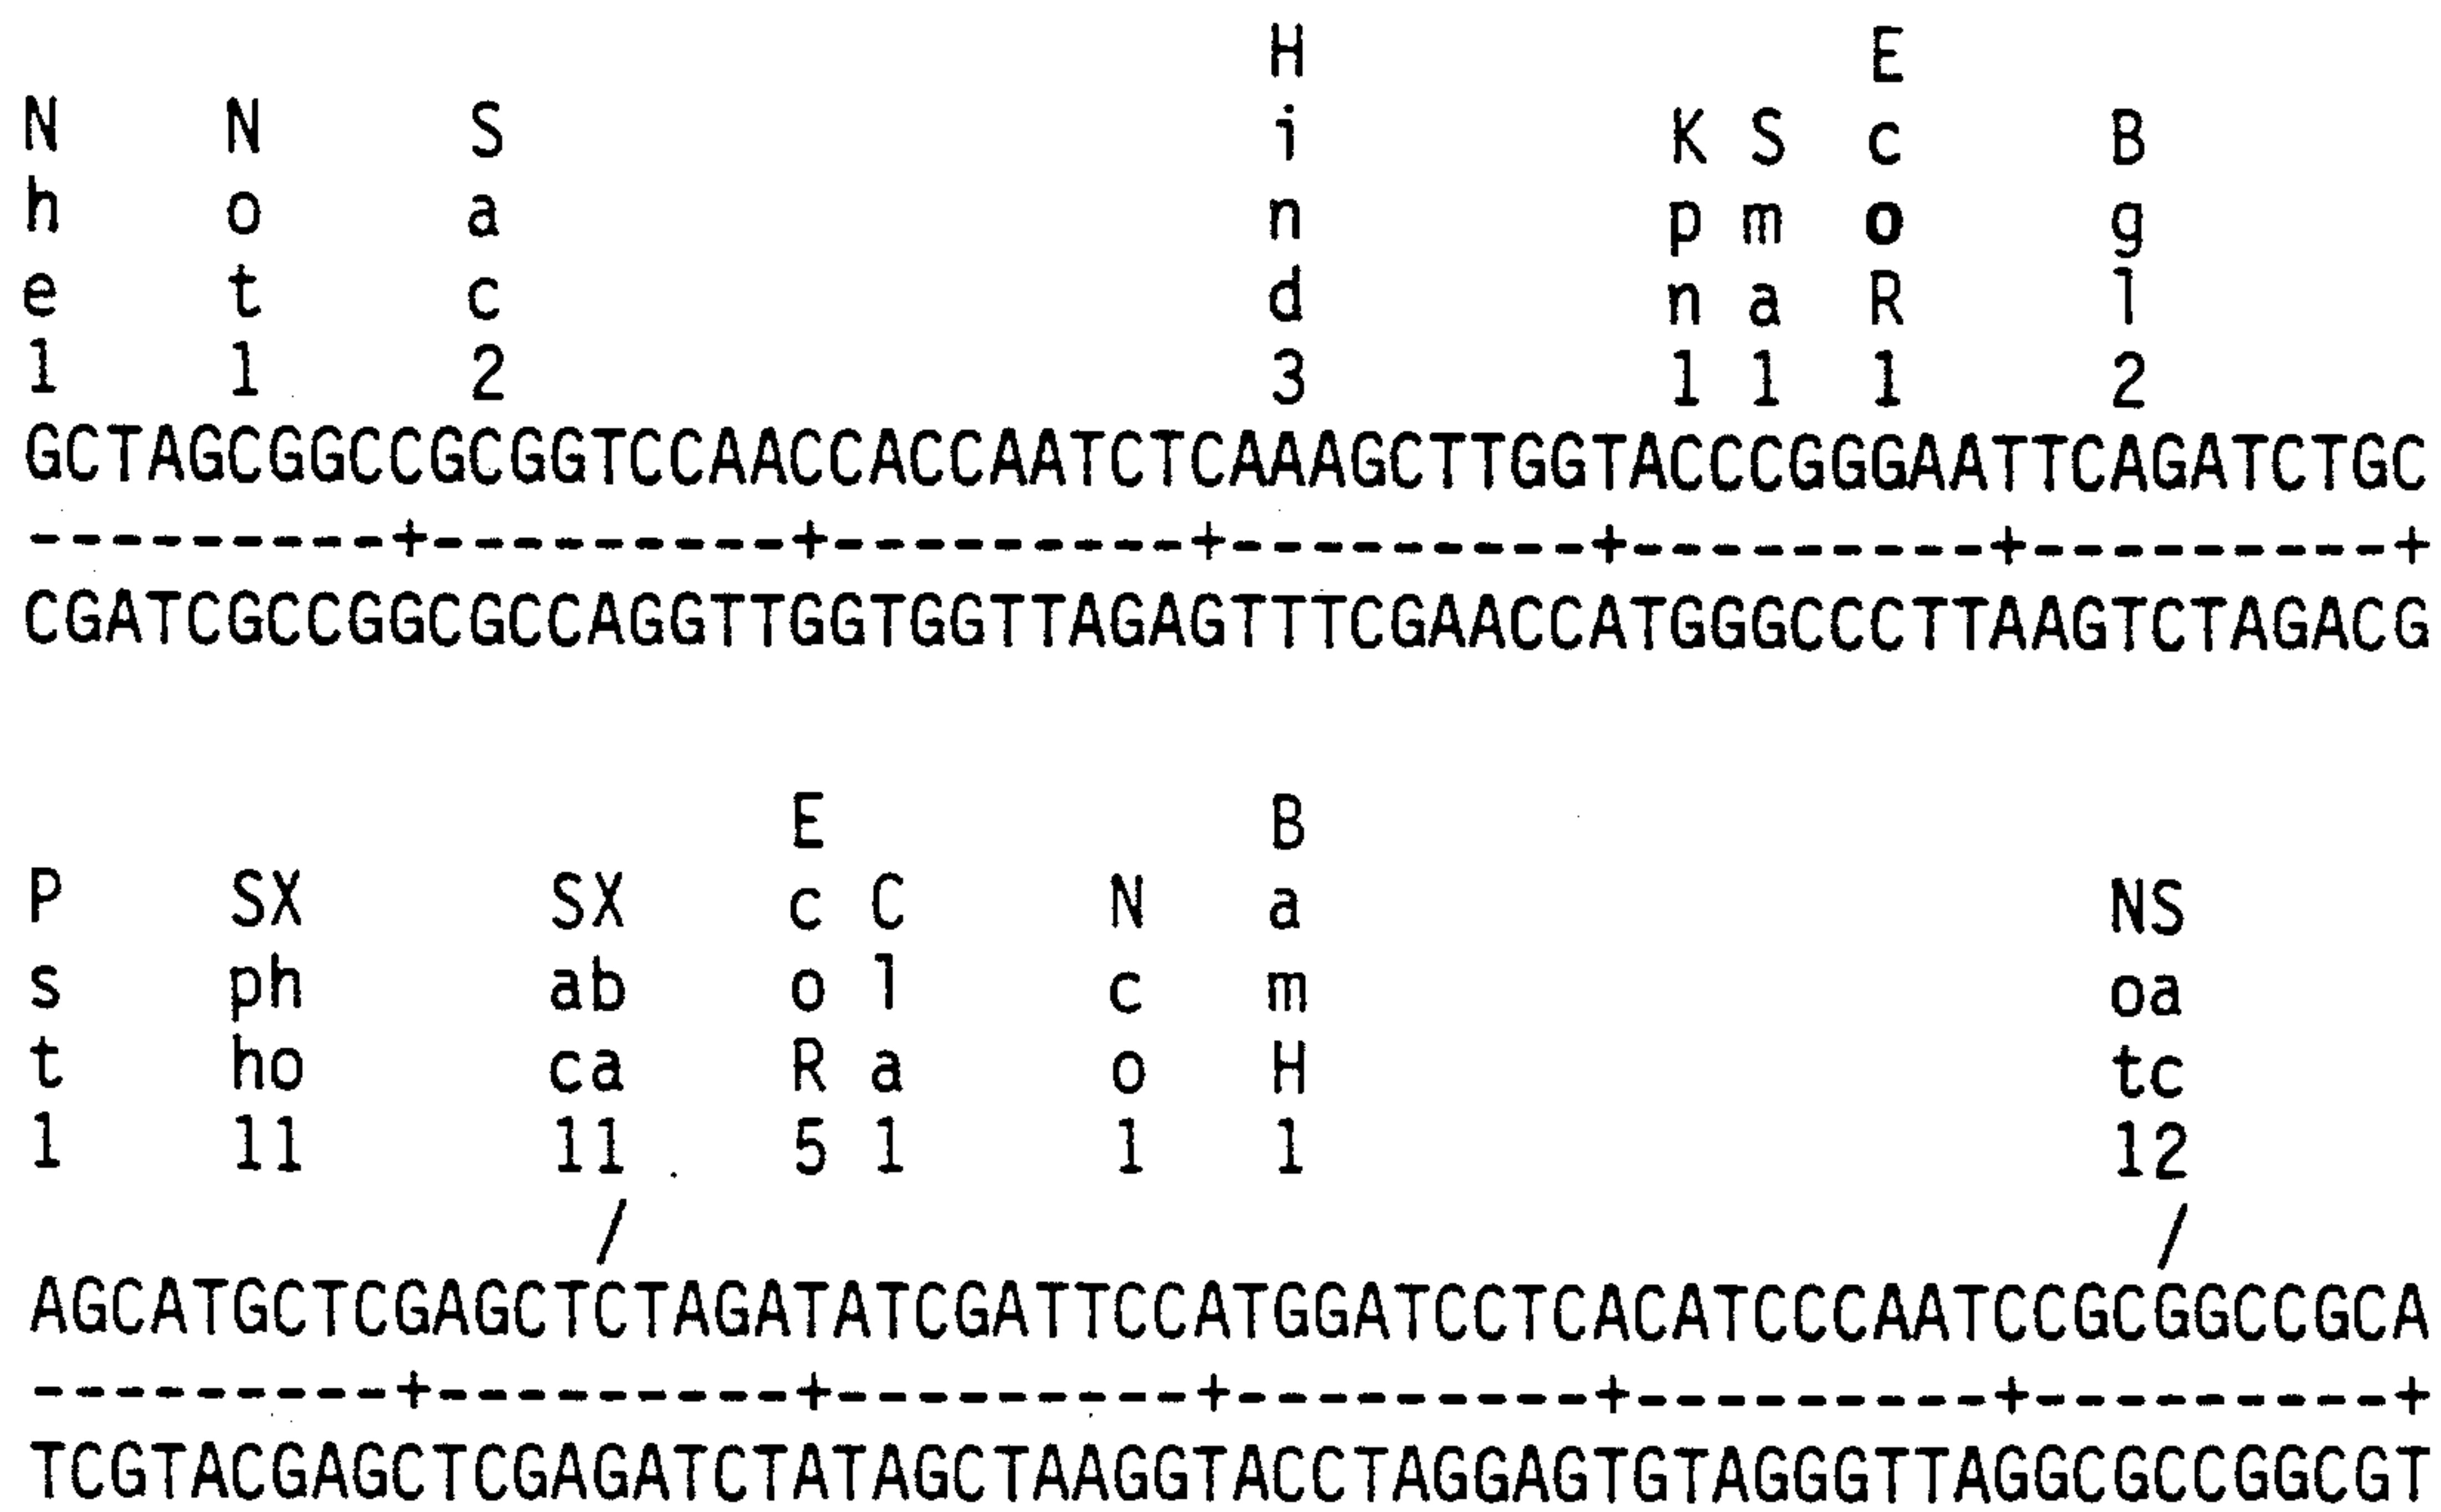 H E
N N S i K S c B
h o a n p m o g
e t c d n a R l
1 1 2 3 1 1 1 2
GCTAGCGGCCGCGGTCCAACCACCAATCTCAAAGCTTGGTACCCGGGAATTCAGATCTGC
---------+---------+---------+---------+---------+---------+
CGATCGCCGGCGCCAGGTTGGTGGTTAGAGTTTCGAACCATGGGCCCTTAAGTCTAGACG
E B
P SX SX c C N a NS
s ph ab o l c m oa
t ho ca R a o H tc
1 11 11 5 1 1 1 12
/ /
AGCATGCTCGAGCTCTAGATATCGATTCCATGGATCCTCACATCCCAATCCGCGGCCGCA
---------+---------+---------+---------+---------+---------+
TCGTACGAGCTCGAGATCTATAGCTAAGGTACCTAGGAGTGTAGGGTTAGGCGCCGGCGT